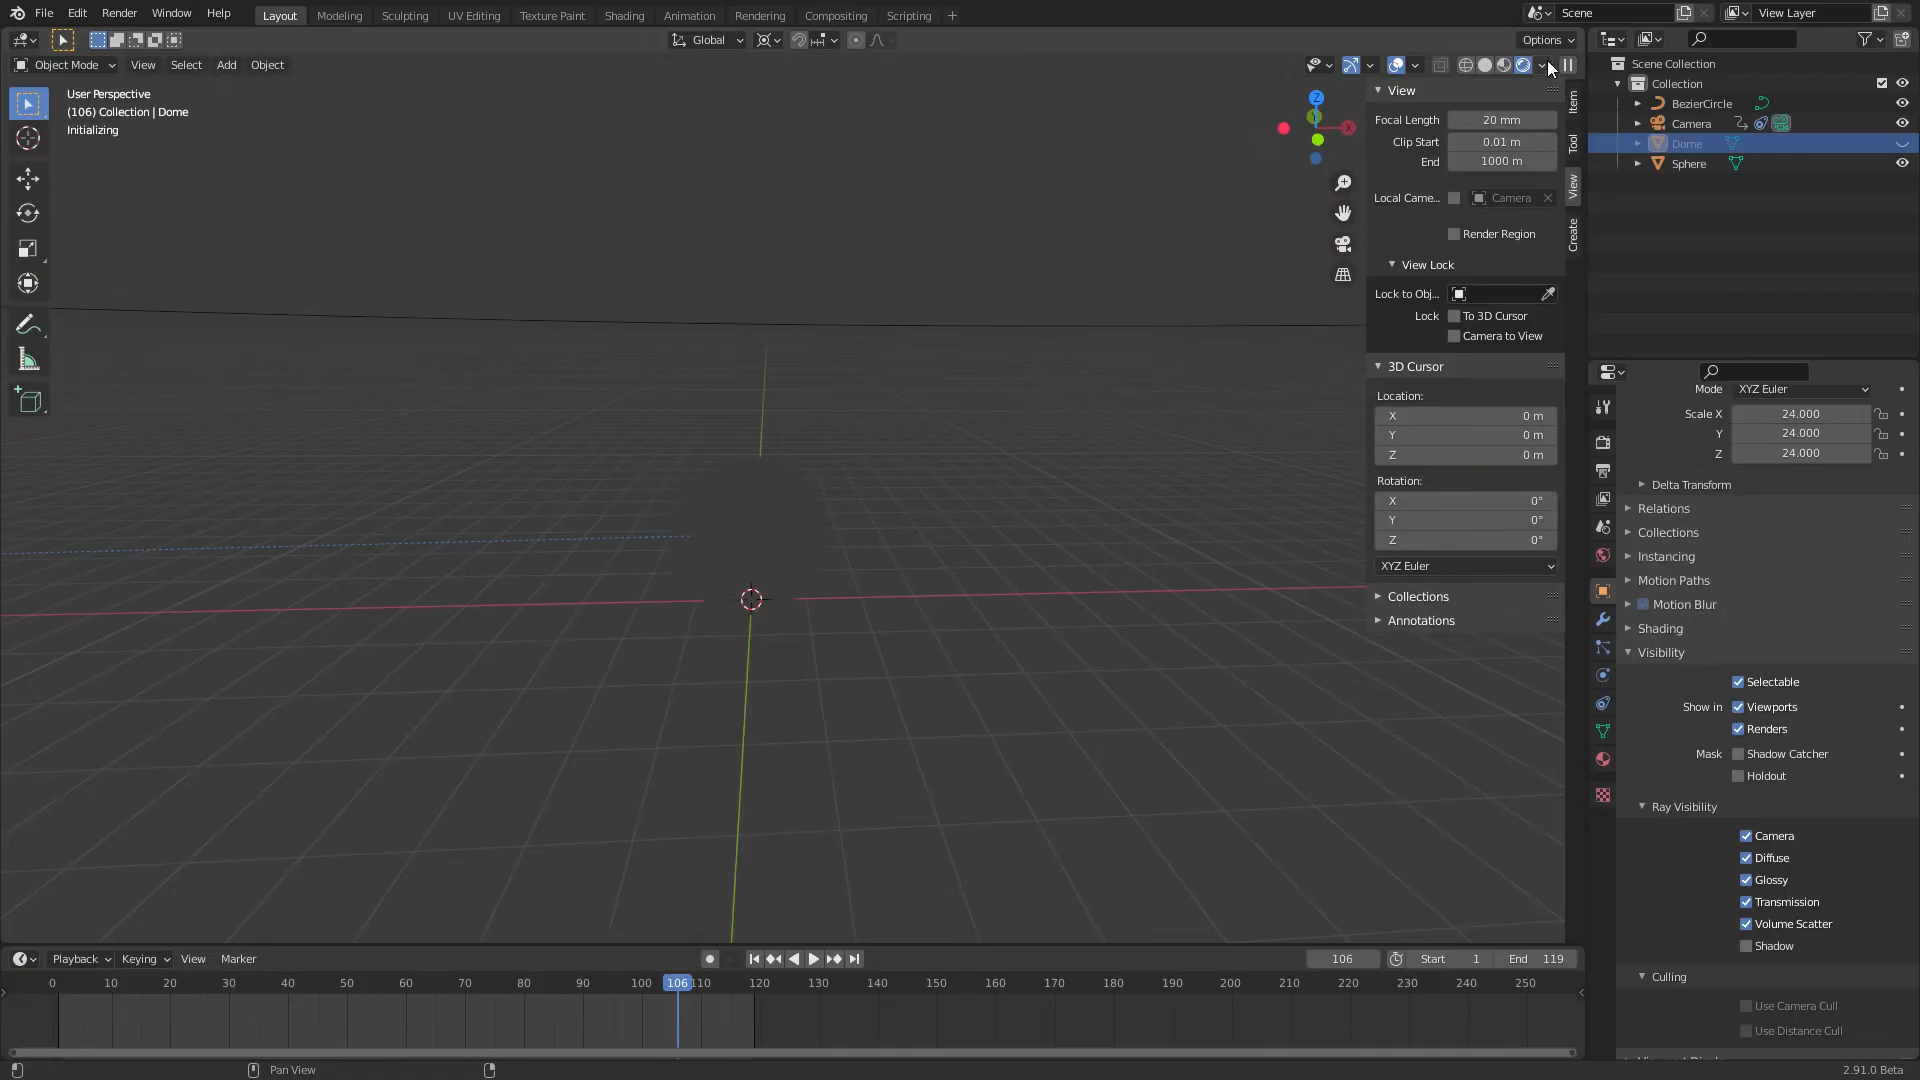 File Edit Render Window Help Layout Modeling Sculpting UV Editing Texture Paint Shading Animation Rendering Compositing Scripting + Scene View Layer
Global Options
Object Mode View Select Add Object
User Perspective
(106) Collection | Dome
Initializing
Z
Y
X
View
Focal Length 20 mm
Clip Start 0.01 m
End 1000 m
Local Came... Camera
Render Region
View Lock
Lock to Obj...
Lock To 3D Cursor
Camera to View
3D Cursor
Location:
X 0 m
Y 0 m
Z 0 m
Rotation:
X 0°
Y 0°
Z 0°
XYZ Euler
Collections
Annotations
Item
Tool
View
Create
Scene Collection
Collection
BezierCircle
Camera
Dome
Sphere
Mode XYZ Euler
Scale X 24.000
Y 24.000
Z 24.000
Delta Transform
Relations
Collections
Instancing
Motion Paths
Motion Blur
Shading
Visibility
Selectable
Show in Viewports
Renders
Mask Shadow Catcher
Holdout
Ray Visibility
Camera
Diffuse
Glossy
Transmission
Volume Scatter
Shadow
Culling
Use Camera Cull
Use Distance Cull
Playback Keying View Marker 106 Start 1 End 119
0 10 20 30 40 50 60 70 80 90 100 106 110 120 130 140 150 160 170 180 190 200 210 220 230 240 250
Pan View 2.91.0 Beta